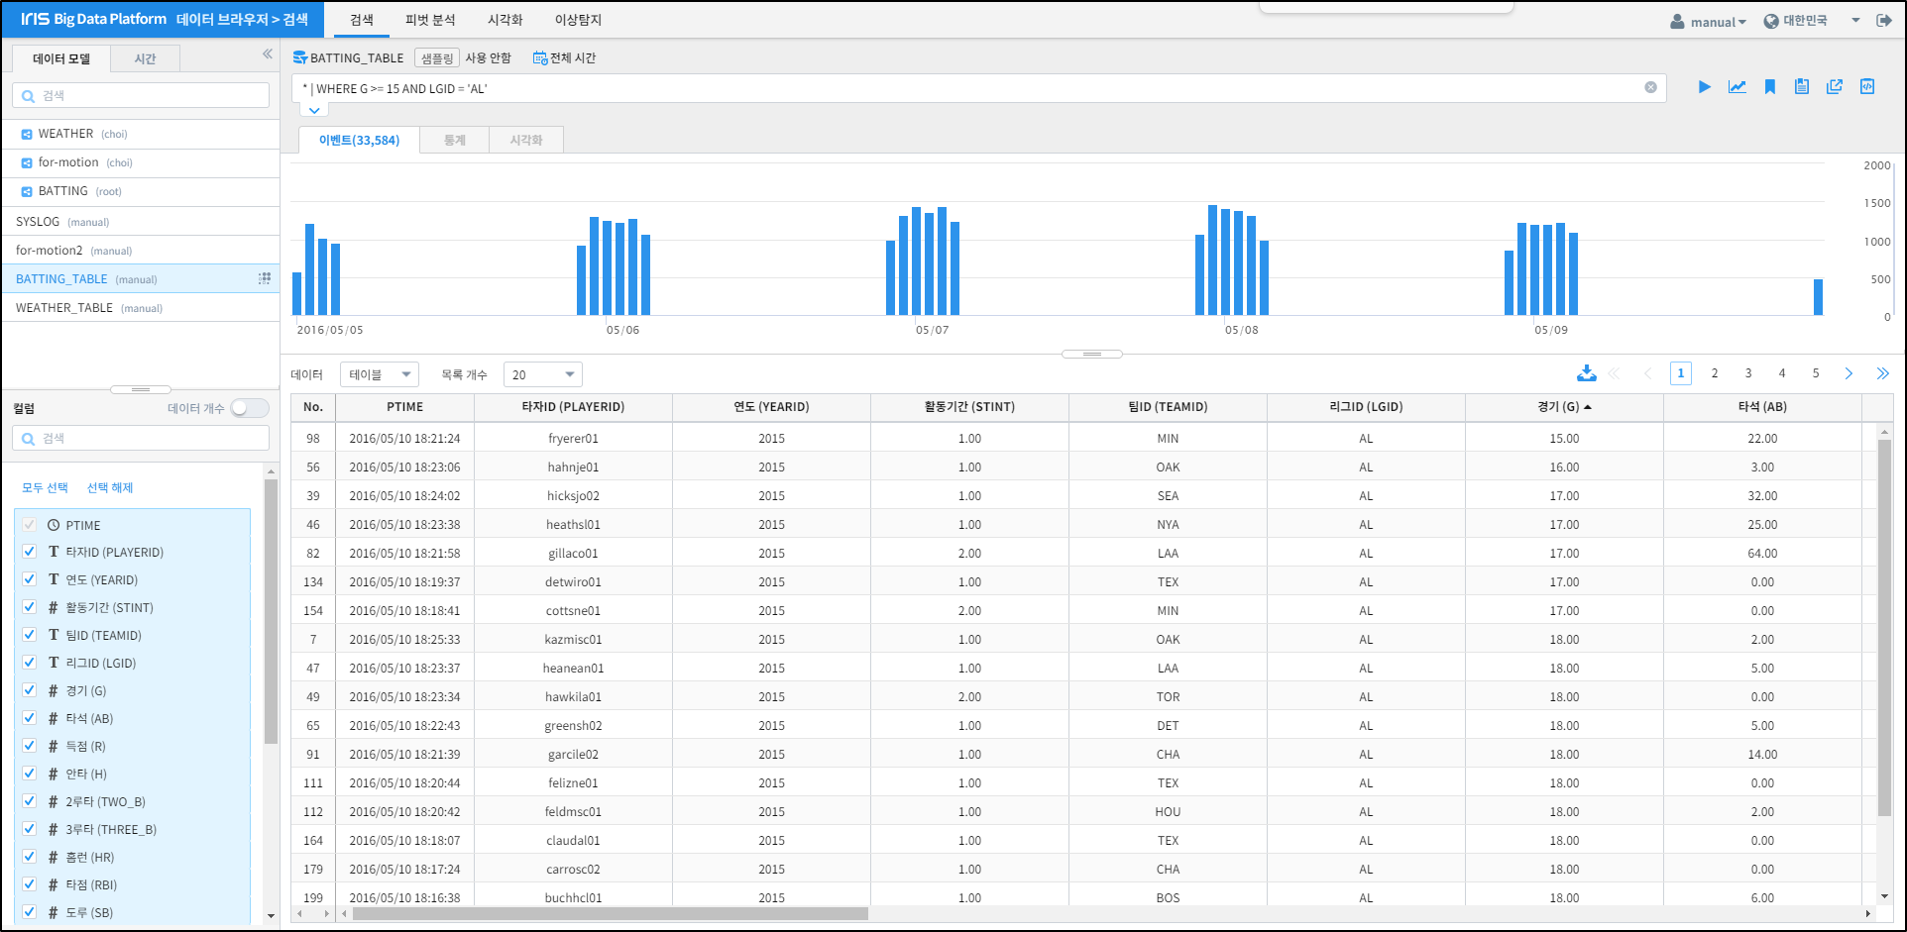 IRIS Big Data Platform 데이터 브라우저 > 검색
검색 피벗 분석 시각화 이상탐지
manual 대한민국
데이터 모델 시간
검색
WEATHER (choi)
for-motion (choi)
BATTING (root)
SYSLOG (manual)
for-motion2 (manual)
BATTING_TABLE (manual)
WEATHER_TABLE (manual)
컬럼 데이터 개수
검색
모두 선택 선택 해제
PTIME
T 타자ID (PLAYERID)
T 연도 (YEARID)
# 활동기간 (STINT)
T 팀ID (TEAMID)
T 리그ID (LGID)
# 경기 (G)
# 타석 (AB)
# 득점 (R)
# 안타 (H)
# 2루타 (TWO_B)
# 3루타 (THREE_B)
# 홈런 (HR)
# 타점 (RBI)
# 도루 (SB)
BATTING_TABLE 샘플링 사용 안함 전체 시간
* | WHERE G >= 15 AND LGID = 'AL'
이벤트(33,584) 통계 시각화
2000
1500
1000
500
0
2016/05/05 05/06 05/07 05/08 05/09
데이터 테이블 목록 개수 20
1 2 3 4 5
No. PTIME 타자ID (PLAYERID) 연도 (YEARID) 활동기간 (STINT) 팀ID (TEAMID) 리그ID (LGID) 경기 (G) 타석 (AB)
98 2016/05/10 18:21:24 fryerer01 2015 1.00 MIN AL 15.00 22.00
56 2016/05/10 18:23:06 hahnje01 2015 1.00 OAK AL 16.00 3.00
39 2016/05/10 18:24:02 hicksjo02 2015 1.00 SEA AL 17.00 32.00
46 2016/05/10 18:23:38 heathsl01 2015 1.00 NYA AL 17.00 25.00
82 2016/05/10 18:21:58 gillaco01 2015 2.00 LAA AL 17.00 64.00
134 2016/05/10 18:19:37 detwiro01 2015 1.00 TEX AL 17.00 0.00
154 2016/05/10 18:18:41 cottsne01 2015 2.00 MIN AL 17.00 0.00
7 2016/05/10 18:25:33 kazmisc01 2015 1.00 OAK AL 18.00 2.00
47 2016/05/10 18:23:37 heanean01 2015 1.00 LAA AL 18.00 5.00
49 2016/05/10 18:23:34 hawkila01 2015 2.00 TOR AL 18.00 0.00
65 2016/05/10 18:22:43 greensh02 2015 1.00 DET AL 18.00 5.00
91 2016/05/10 18:21:39 garcile02 2015 1.00 CHA AL 18.00 14.00
111 2016/05/10 18:20:44 felizne01 2015 1.00 TEX AL 18.00 0.00
112 2016/05/10 18:20:42 feldmsc01 2015 1.00 HOU AL 18.00 2.00
164 2016/05/10 18:18:07 claudal01 2015 1.00 TEX AL 18.00 0.00
179 2016/05/10 18:17:24 carrosc02 2015 1.00 CHA AL 18.00 0.00
199 2016/05/10 18:16:38 buchhcl01 2015 1.00 BOS AL 18.00 6.00